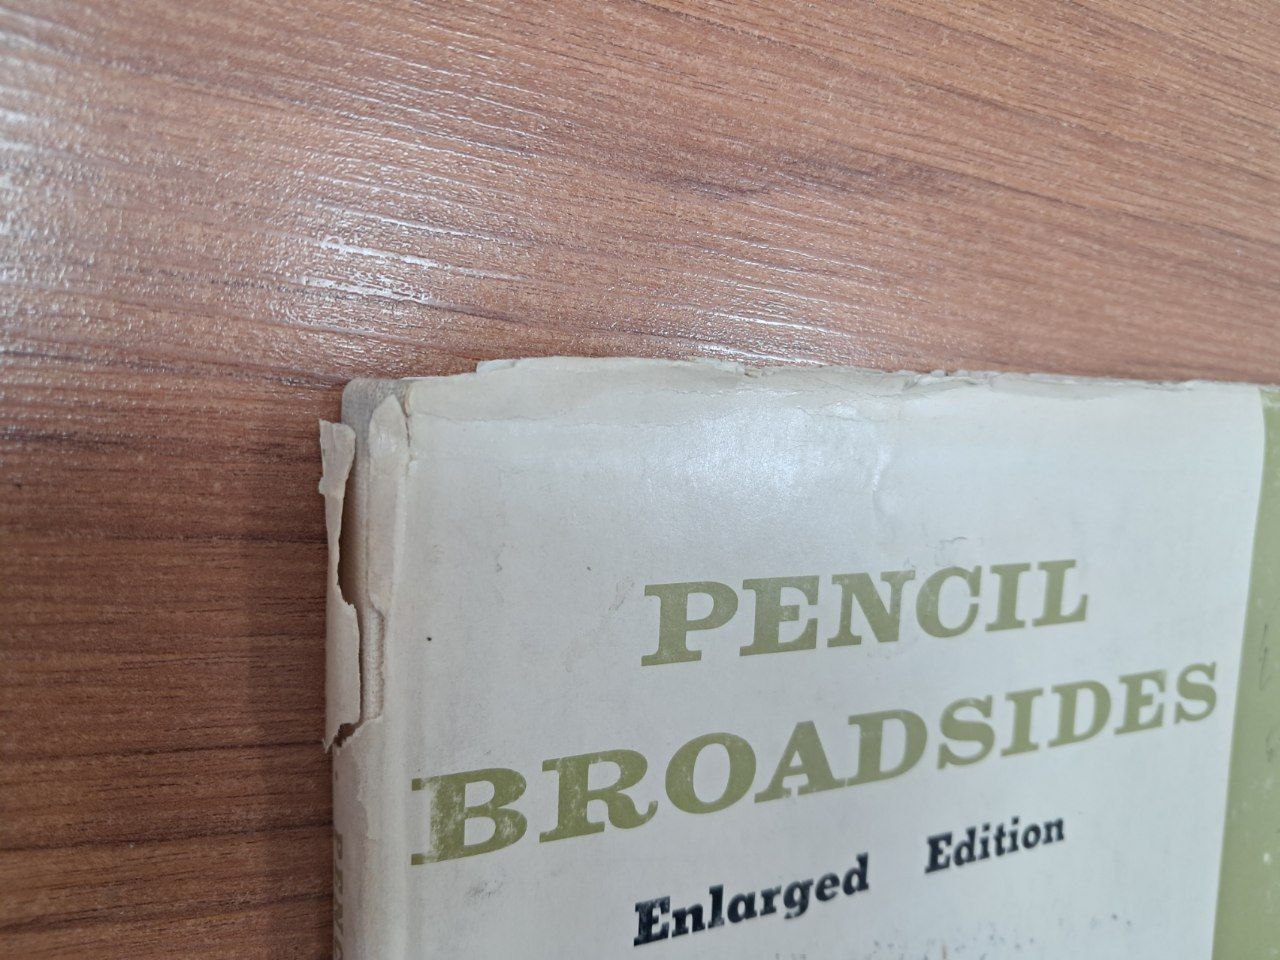 PENCIL
BROADSIDES
Enlarged Edition